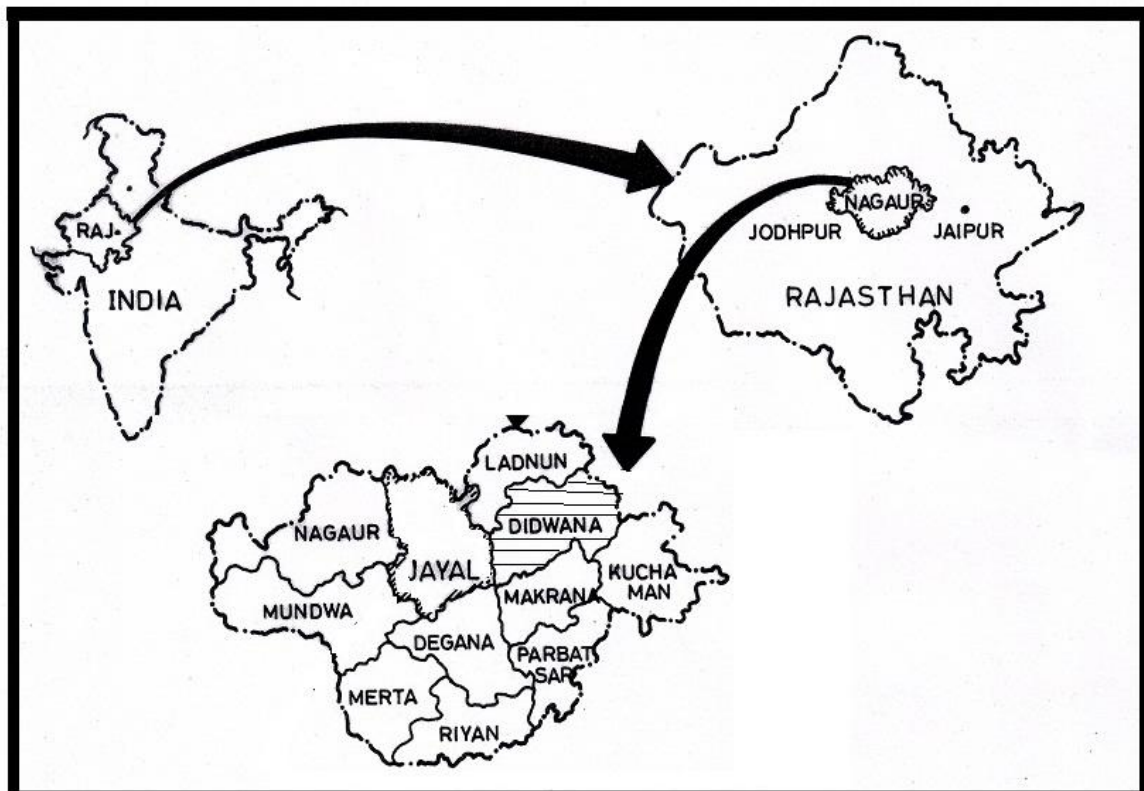 RAJ.
INDIA
NAGAUR
JODHPUR
JAIPUR
RAJASTHAN
LADNUN
NAGAUR
DIDWANA
JAYAL
KUCHA
MAN
MUNDWA
MAKRANA
DEGANA
PARBAT
SAR
MERTA
RIYAN